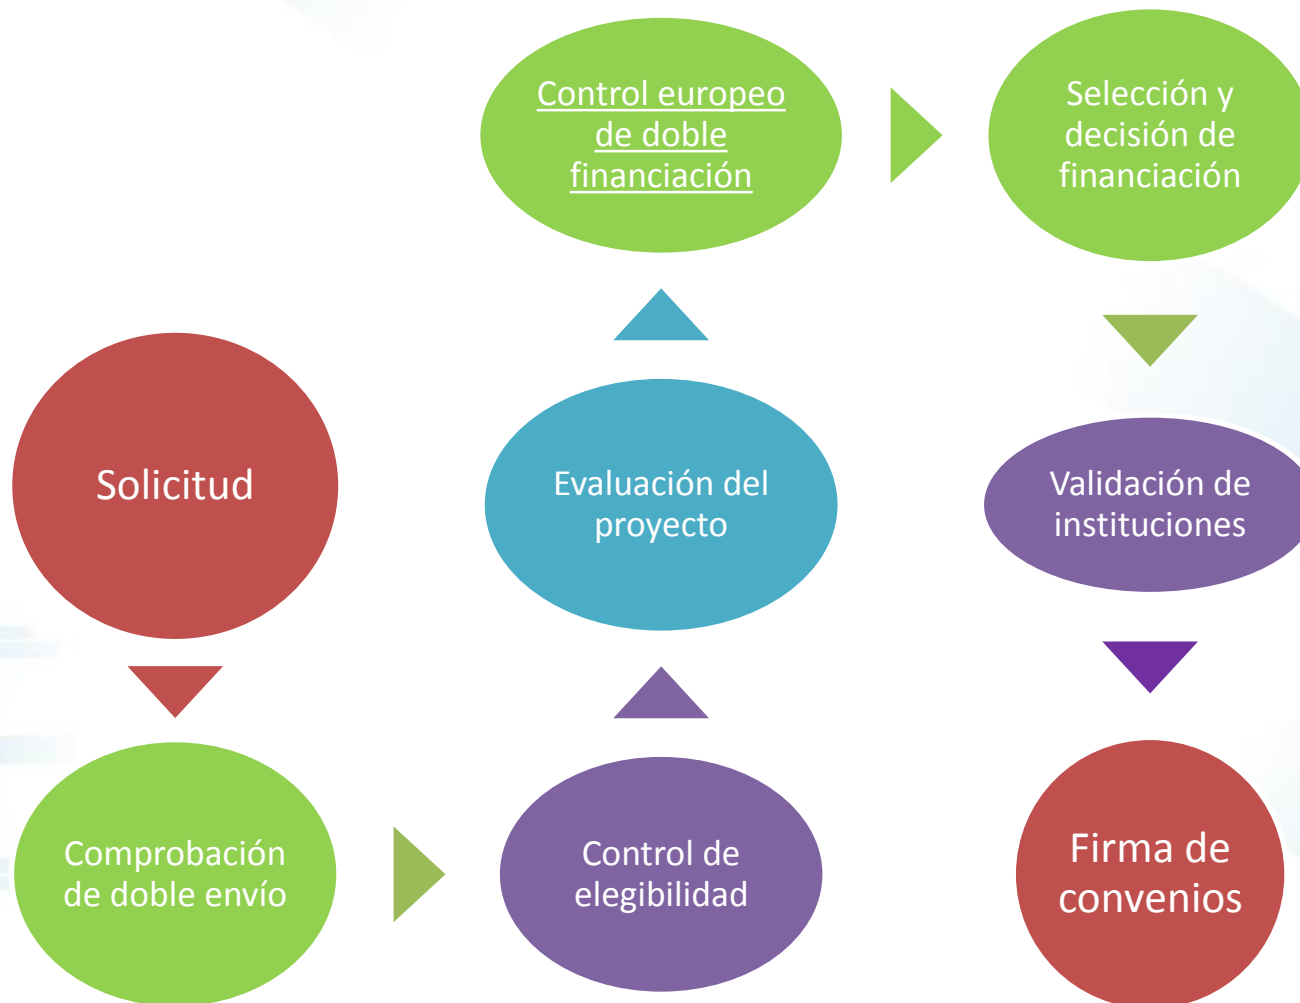 Solicitud
Comprobación
de doble envío
Control de
elegibilidad
Evaluación del
proyecto
Control europeo
de doble
financiación
Selección y
decisión de
financiación
Validación de
instituciones
Firma de
convenios